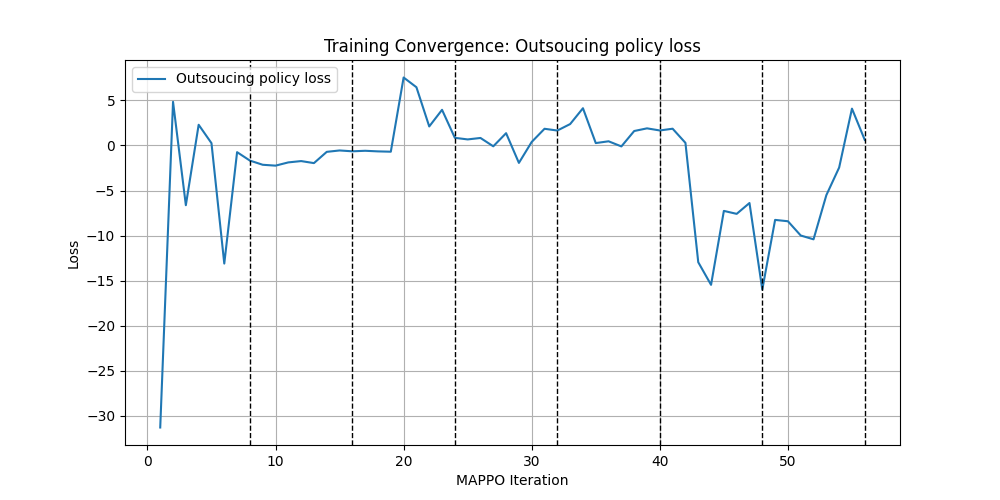 Training Convergence: Outsoucing policy loss
Outsoucing policy loss
5
0
−5
−10
−15
−20
−25
−30
Loss
0 10 20 30 40 50
MAPPO Iteration